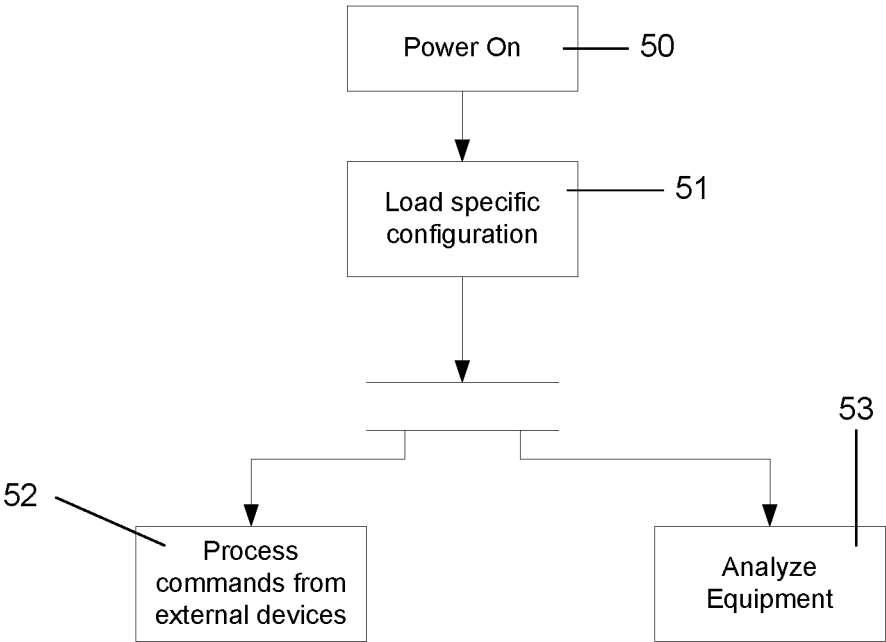 Power On
50
Load specific
configuration
51
53
52
Process
commands from
external devices
Analyze
Equipment